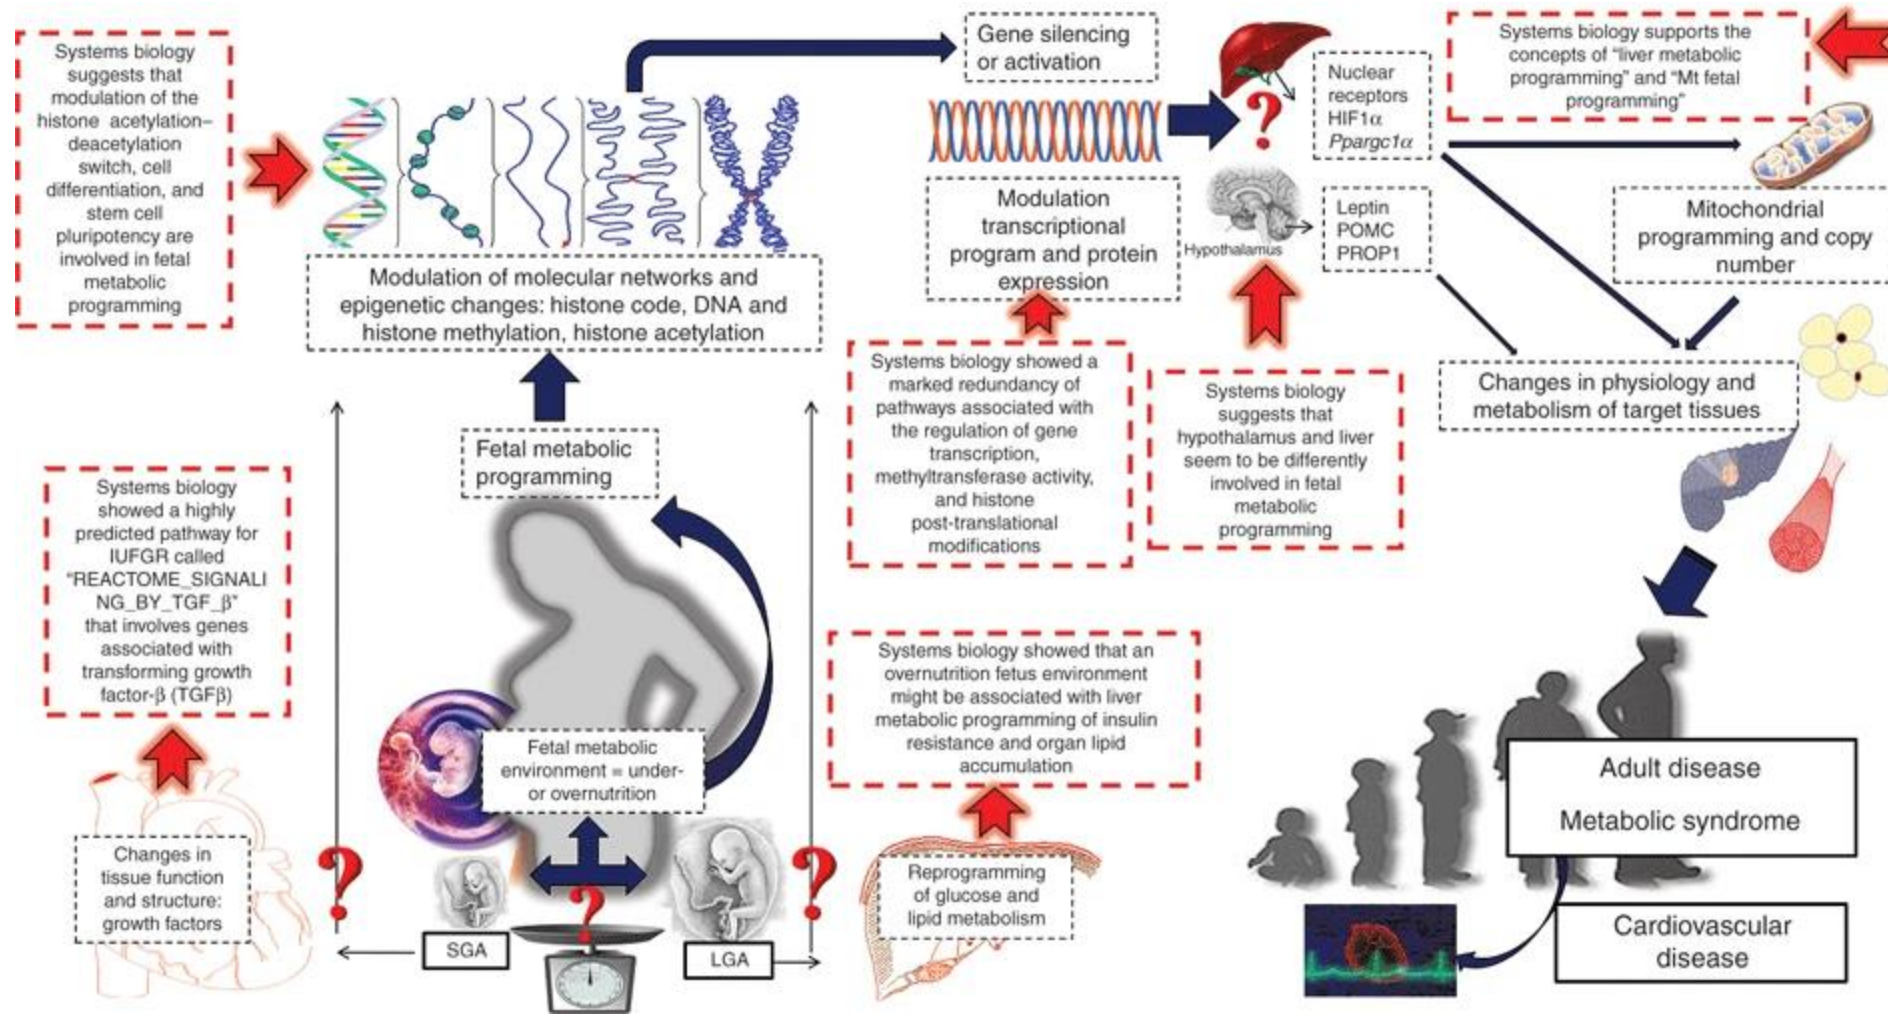 Systems biology
suggests that
modulation of the
histone acetylation–
deacetylation
switch, cell
differentiation, and
stem cell
pluripotency are
involved in fetal
metabolic
programming
Gene silencing
or activation
Nuclear
receptors
HIF1α
Ppargc1α
Systems biology supports the
concepts of “liver metabolic
programming” and “Mt fetal
programming”
?
Modulation of molecular networks and
epigenetic changes: histone code, DNA and
histone methylation, histone acetylation
Modulation
transcriptional
program and protein
expression
Hypothalamus
Leptin
POMC
PROP1
Mitochondrial
programming and copy
number
Systems biology showed a
marked redundancy of
pathways associated with
the regulation of gene
transcription,
methyltransferase activity,
and histone
post-translational
modifications
Systems biology
suggests that
hypothalamus and liver
seem to be differently
involved in fetal
metabolic
programming
Changes in physiology and
metabolism of target tissues
Fetal metabolic
programming
Systems biology
showed a highly
predicted pathway for
IUFGR called
“REACTOME_SIGNALI
NG_BY_TGF_β”
that involves genes
associated with
transforming growth
factor-β (TGFβ)
Systems biology showed that an
overnutrition fetus environment
might be associated with liver
metabolic programming of insulin
resistance and organ lipid
accumulation
Fetal metabolic
environment = under-
or overnutrition
Adult disease
Metabolic syndrome
Changes in
tissue function
and structure:
growth factors
?
SGA
?
LGA
?
Reprogramming
of glucose and
lipid metabolism
Cardiovascular
disease